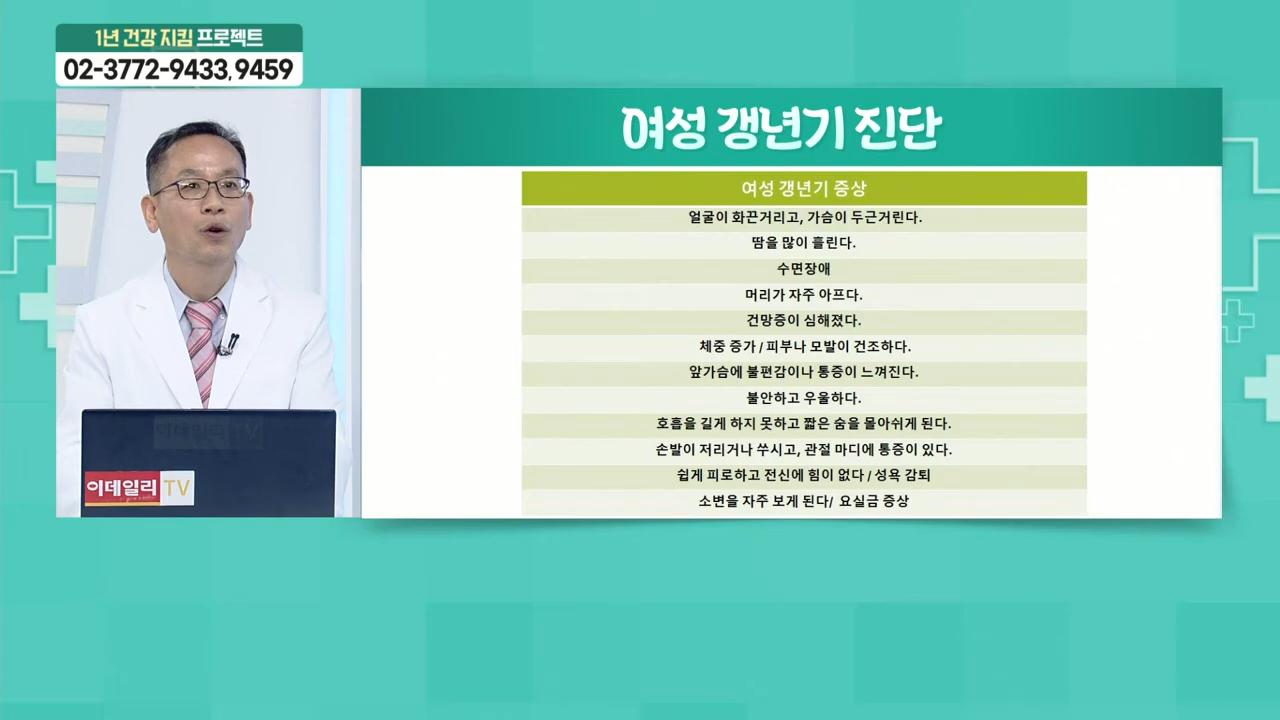 1년 건강 지킴 프로젝트
02-3772-9433, 9459
여성 갱년기 진단
여성 갱년기 증상
얼굴이 화끈거리고, 가슴이 두근거린다.
땀을 많이 흘린다.
수면장애
머리가 자주 아프다.
건망증이 심해졌다.
체중 증가 / 피부나 모발이 건조하다.
앞가슴에 불편감이나 통증이 느껴진다.
불안하고 우울하다.
호흡을 길게 하지 못하고 짧은 숨을 몰아쉬게 된다.
손발이 저리거나 쑤시고, 관절 마디에 통증이 있다.
쉽게 피로하고 전신에 힘이 없다 / 성욕 감퇴
소변을 자주 보게 된다/ 요실금 증상
이데일리 TV
이데일리 TV